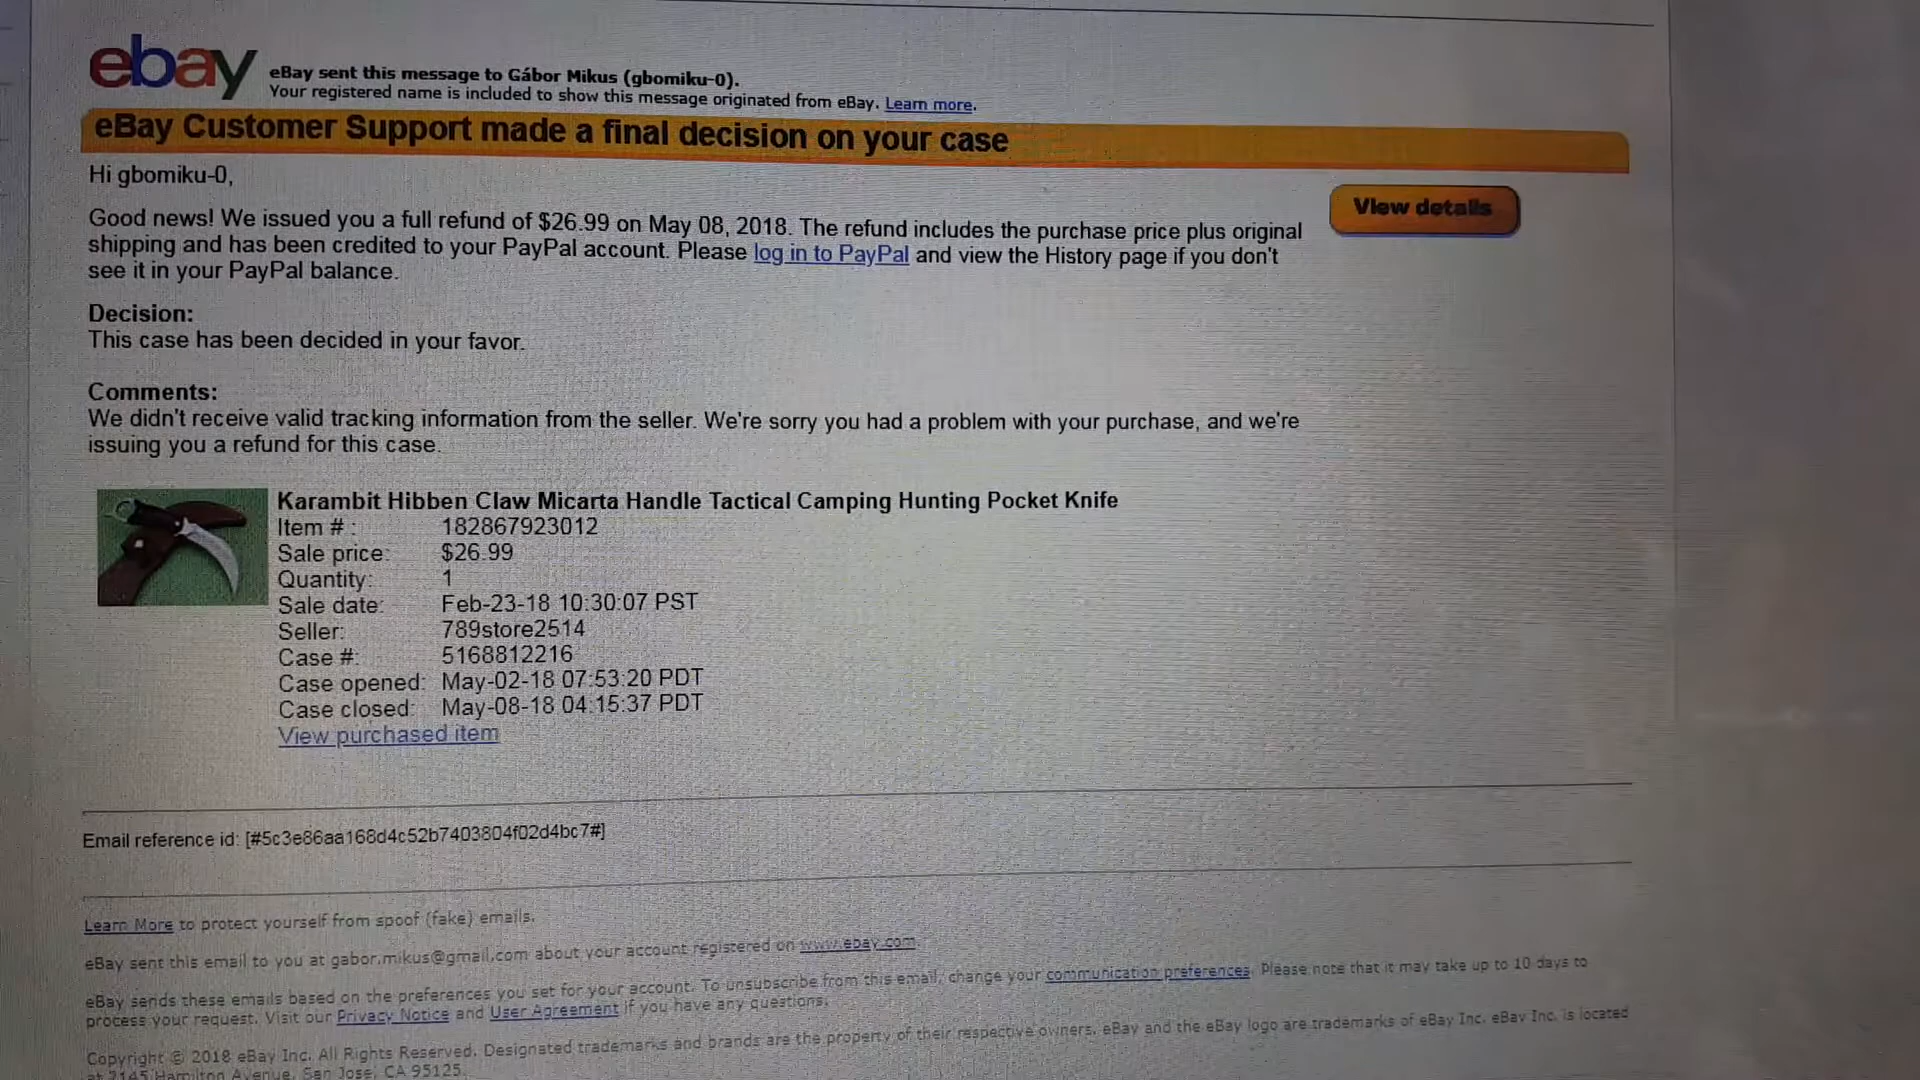 ebay
eBay sent this message to Gábor Mikus (gbomiku-0).
Your registered name is included to show this message originated from eBay. Learn more.
eBay Customer Support made a final decision on your case
Hi gbomiku-0,
View details
Good news! We issued you a full refund of $26.99 on May 08, 2018. The refund includes the purchase price plus original
shipping and has been credited to your PayPal account. Please log in to PayPal and view the History page if you don't
see it in your PayPal balance.
Decision:
This case has been decided in your favor.
Comments:
We didn't receive valid tracking information from the seller. We're sorry you had a problem with your purchase, and we're
issuing you a refund for this case.
Karambit Hibben Claw Micarta Handle Tactical Camping Hunting Pocket Knife
Item # : 182867923012
Sale price: $26.99
Quantity: 1
Sale date: Feb-23-18 10:30:07 PST
Seller: 789store2514
Case #: 5168812216
Case opened: May-02-18 07:53:20 PDT
Case closed: May-08-18 04:15:37 PDT
View purchased item
Email reference id: [#5c3e86aa168d4c52b7403804f02d4bc7#]
Learn More to protect yourself from spoof (fake) emails.
eBay sent this email to you at gabor.mikus@gmail.com about your account registered on www.ebay.com.
eBay sends these emails based on the preferences you set for your account. To unsubscribe from this email, change your communication preferences. Please note that it may take up to 10 days to
process your request. Visit our Privacy Notice and User Agreement if you have any questions.
Copyright © 2018 eBay Inc. All Rights Reserved. Designated trademarks and brands are the property of their respective owners. eBay and the eBay logo are trademarks of eBay Inc. eBay Inc. is located
at 2145 Hamilton Avenue, San Jose, CA 95125.